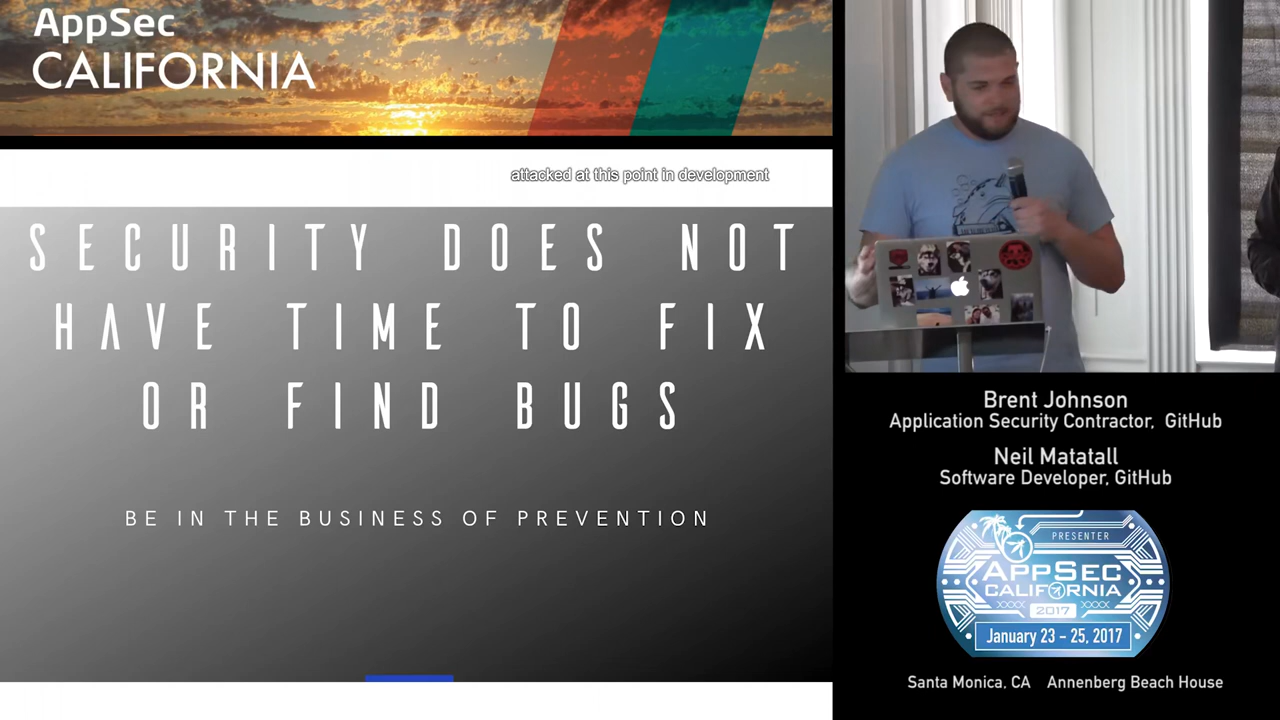 AppSec
CALIFORNIA
attacked at this point in development
SECURITY DOES NOT
HAVE TIME TO FIX
OR FIND BUGS
BE IN THE BUSINESS OF PREVENTION
Brent Johnson
Application Security Contractor, GitHub
Neil Matatall
Software Developer, GitHub
PRESENTER
APPSEC
CALIFORNIA
XXXX 2017 XXXX
January 23 - 25, 2017
Santa Monica, CA Annenberg Beach House